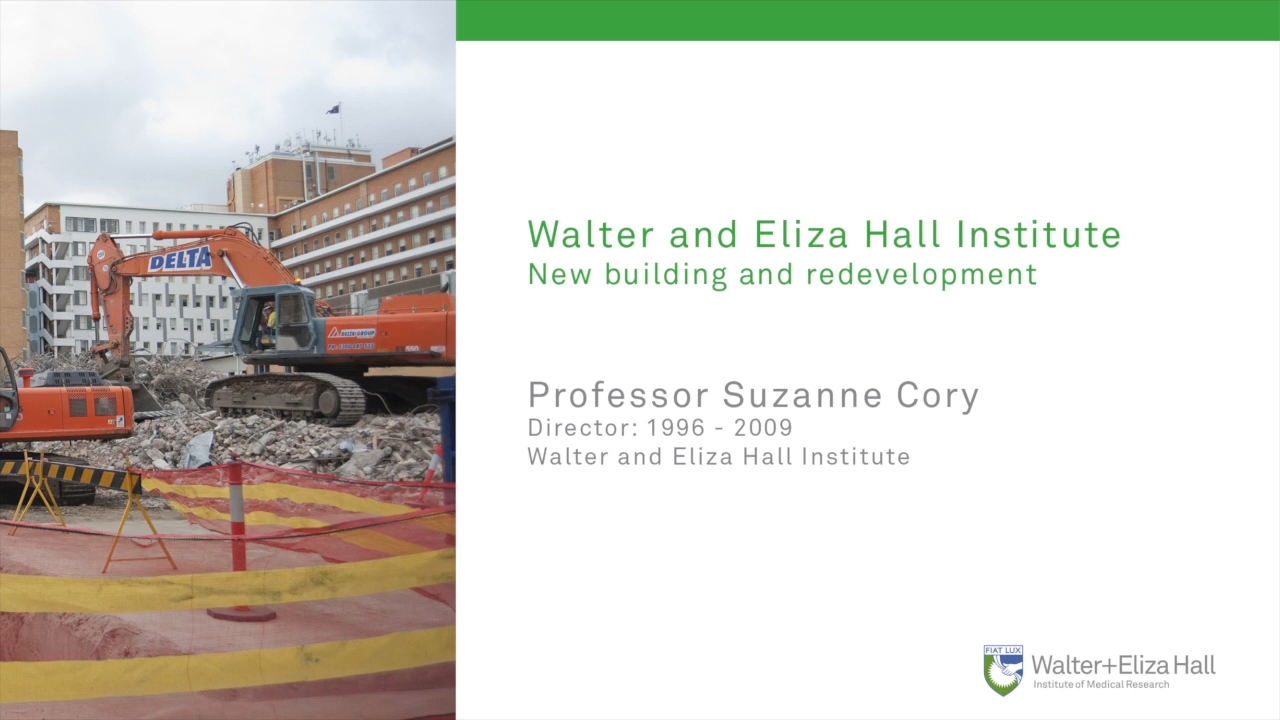 DELTA
DELTA GROUP
550
Walter and Eliza Hall Institute
New building and redevelopment
Professor Suzanne Cory
Director: 1996 - 2009
Walter and Eliza Hall Institute
FIAT LUX
Walter+Eliza Hall
Institute of Medical Research